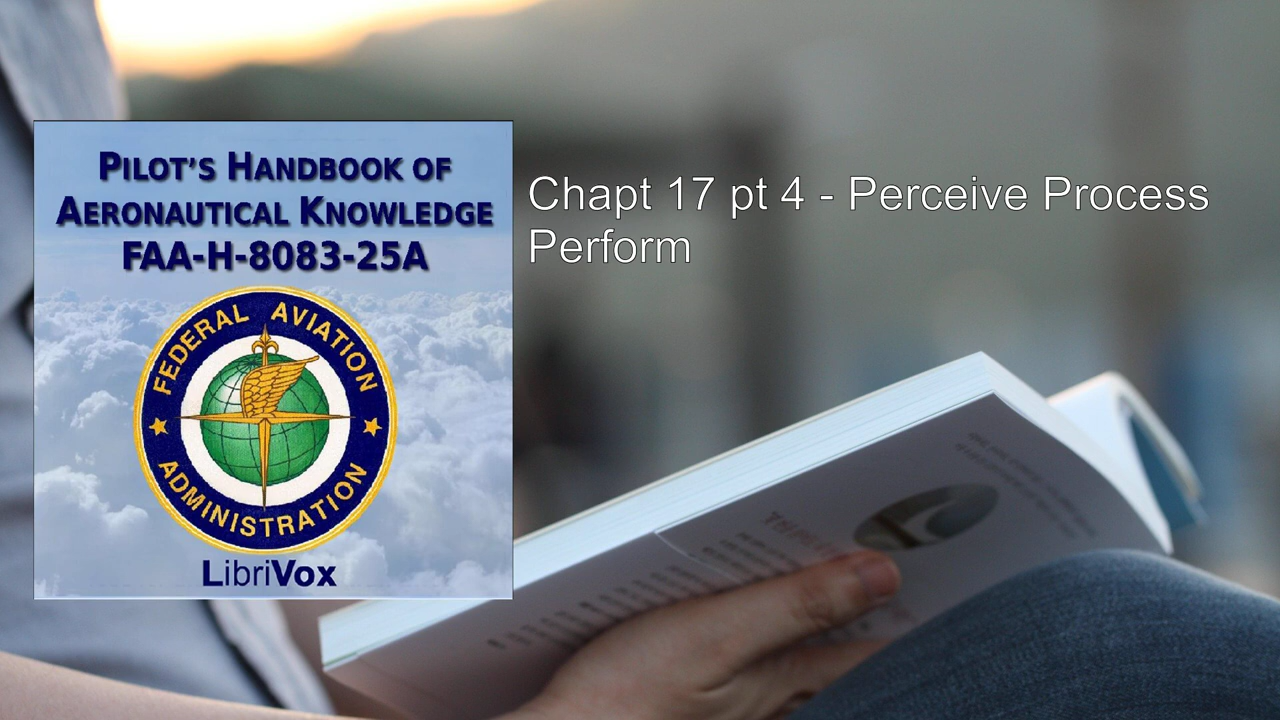 PILOT'S HANDBOOK OF
AERONAUTICAL KNOWLEDGE
FAA-H-8083-25A
FEDERAL AVIATION
ADMINISTRATION
LibriVox
Chapt 17 pt 4 - Perceive Process
Perform